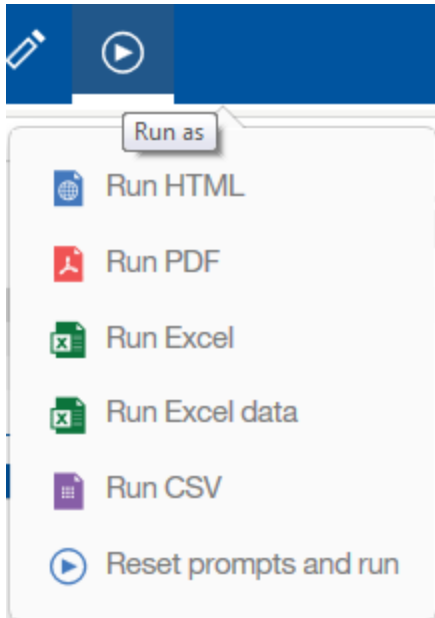 Run as
Run HTML
Run PDF
Run Excel
Run Excel data
Run CSV
Reset prompts and run